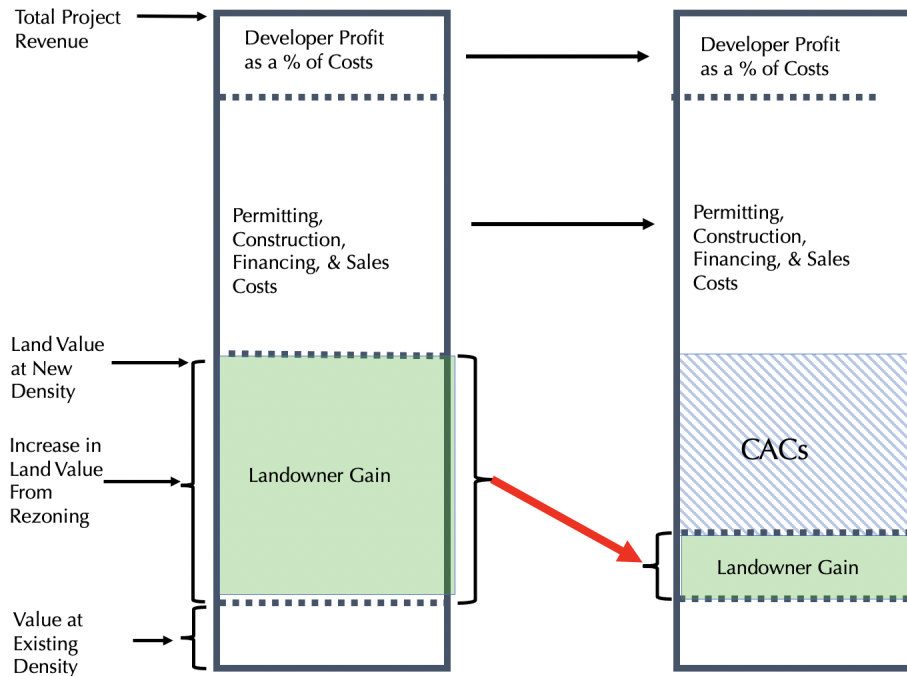 Total Project
Revenue
Developer Profit
as a % of Costs
Developer Profit
as a % of Costs
Permitting,
Construction,
Financing, & Sales
Costs
Permitting,
Construction,
Financing, & Sales
Costs
Land Value
at New
Density
Increase in
Land Value
From
Rezoning
Landowner Gain
CACs
Landowner Gain
Value at
Existing
Density